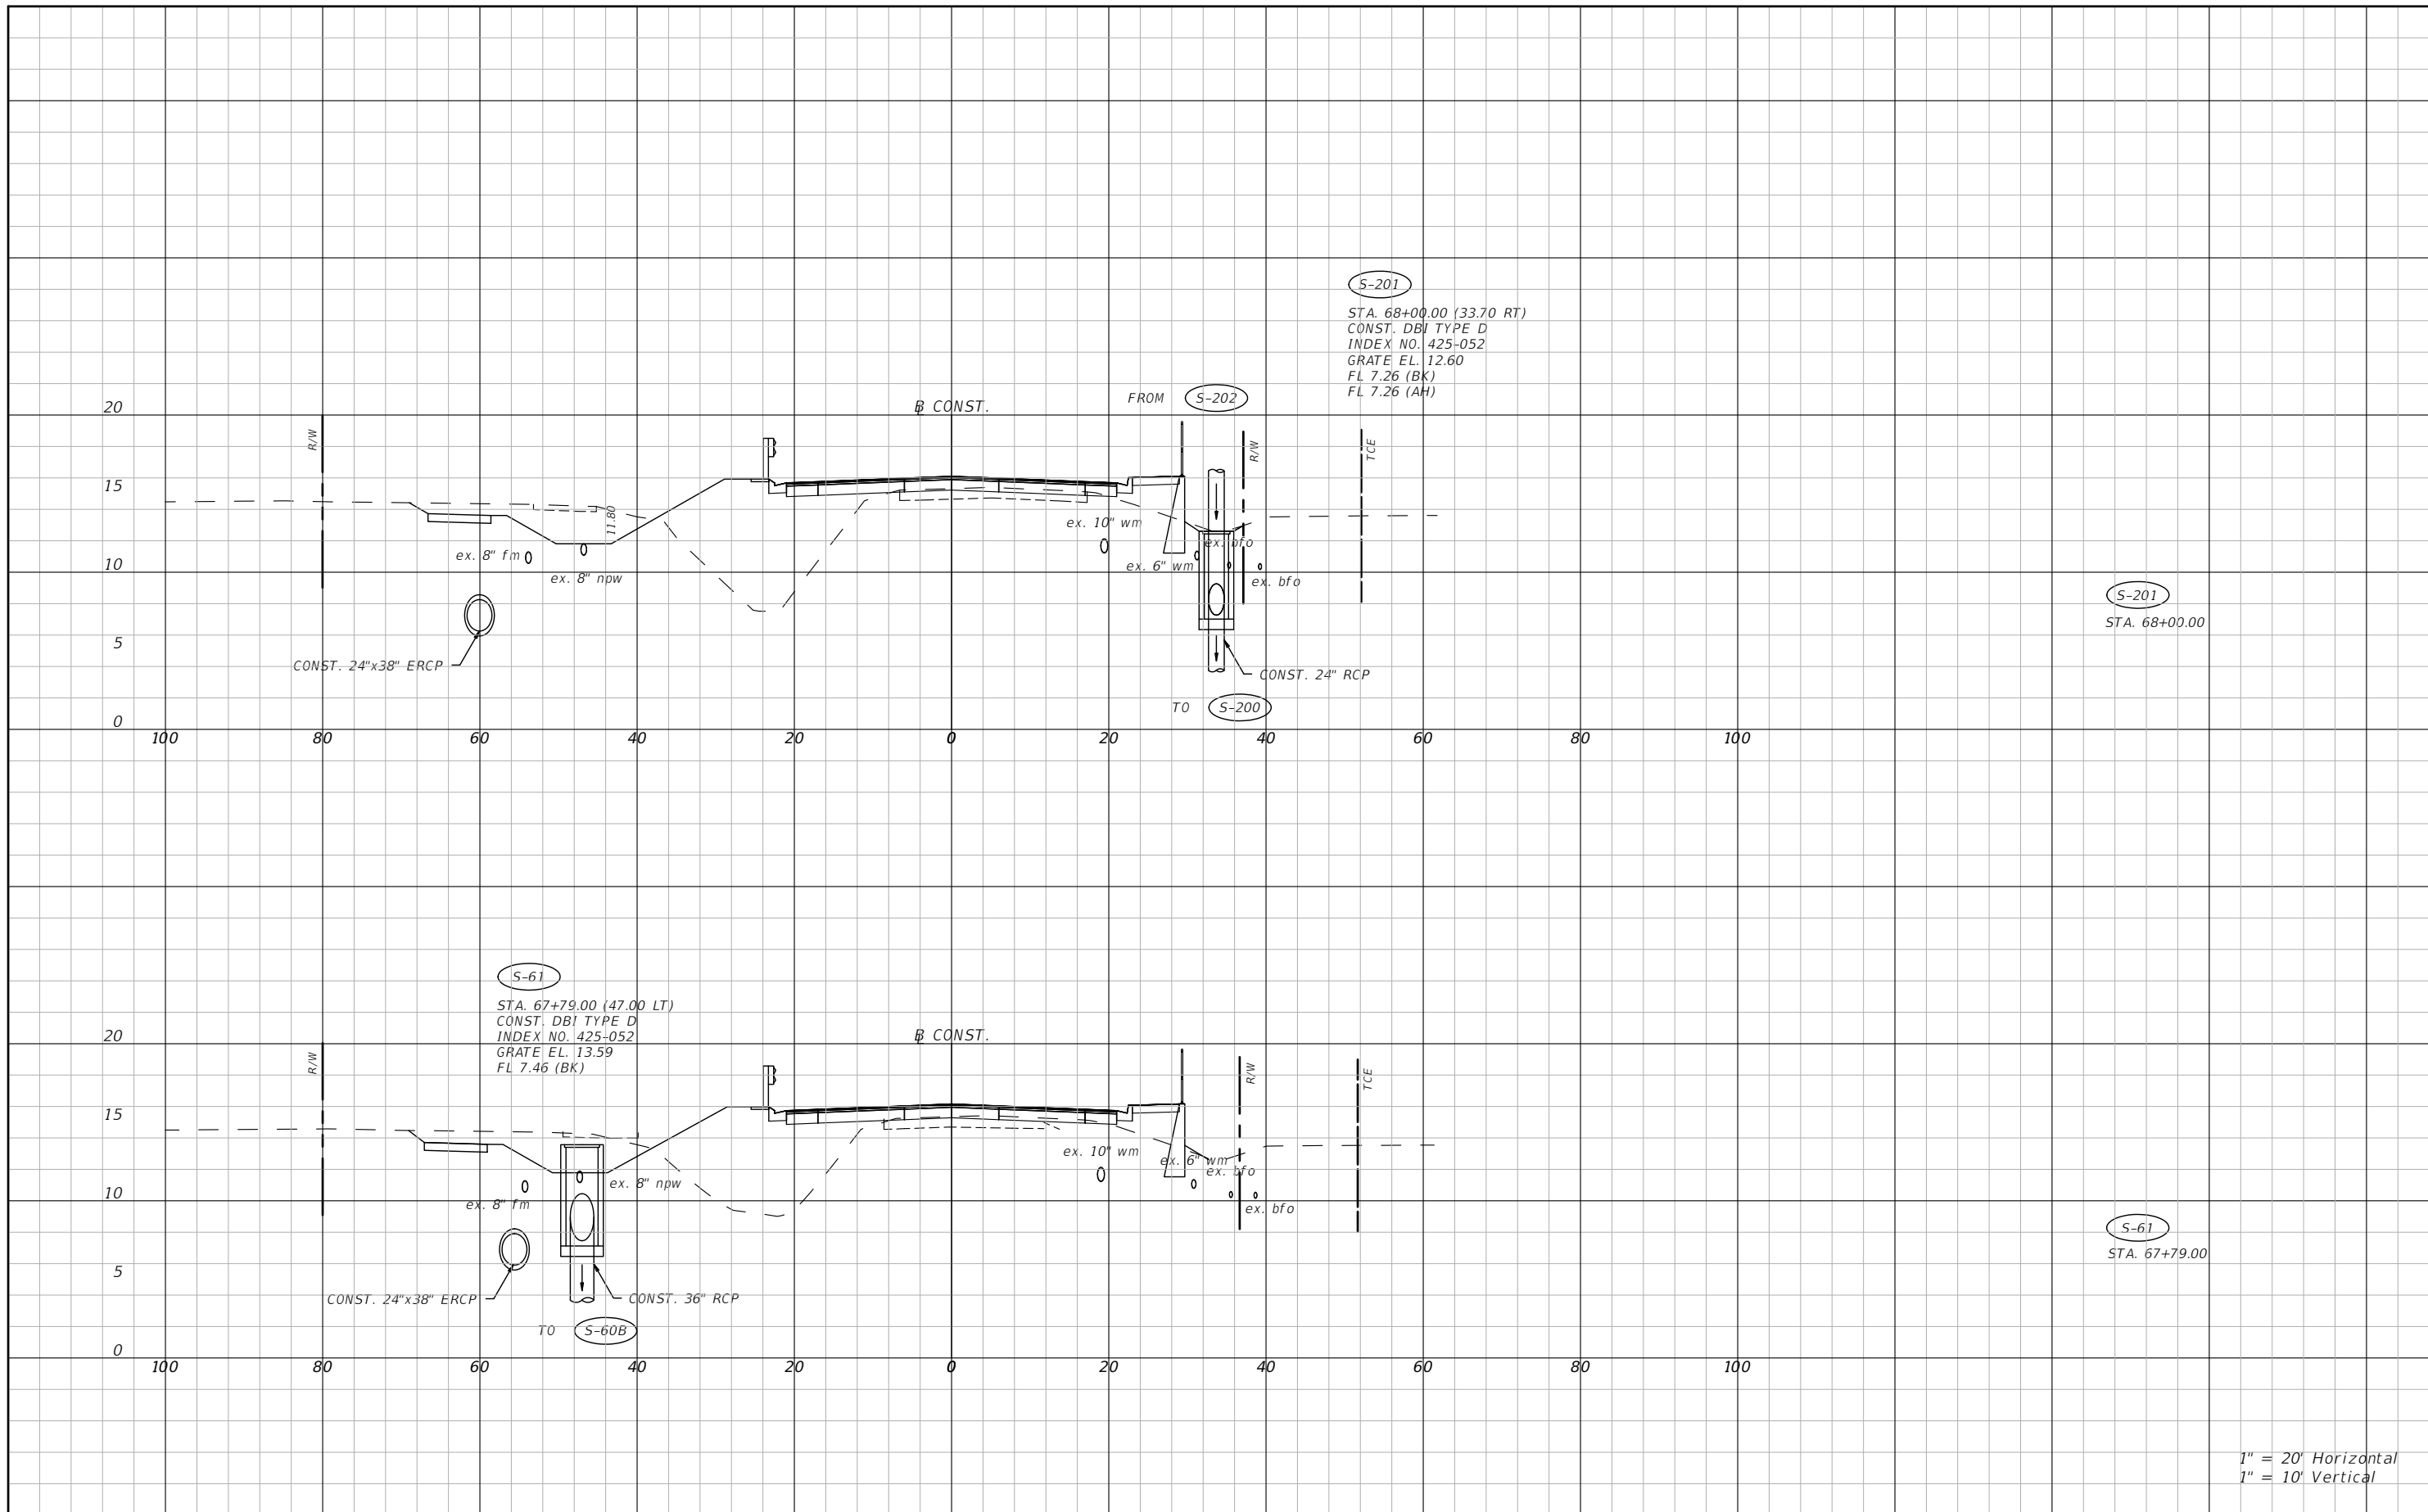 S-201
STA. 68+00.00 (33.70 RT)
CONST. DBI TYPE D
INDEX NO. 425-052
GRATE EL. 12.60
FL 7.26 (BK)
FL 7.26 (AH)
20
℄ CONST.
FROM S-202
R/W
R/W
TCE
15
11.80
ex. 10" wm
ex. bfo
ex. 8" fm
ex. 6" wm
10
ex. 8" npw
ex. bfo
S-201
STA. 68+00.00
5
CONST. 24"x38" ERCP
CONST. 24" RCP
TO S-200
0
100 80 60 40 20 0 20 40 60 80 100
S-61
STA. 67+79.00 (47.00 LT)
CONST. DBI TYPE D
INDEX NO. 425-052
GRATE EL. 13.59
FL 7.46 (BK)
20
℄ CONST.
R/W
R/W
TCE
15
ex. 10" wm
ex. 6" wm
ex. bfo
ex. 8" npw
10
ex. 8" fm
ex. bfo
S-61
STA. 67+79.00
5
CONST. 24"x38" ERCP
CONST. 36" RCP
TO S-60B
0
100 80 60 40 20 0 20 40 60 80 100
1" = 20' Horizontal
1" = 10' Vertical